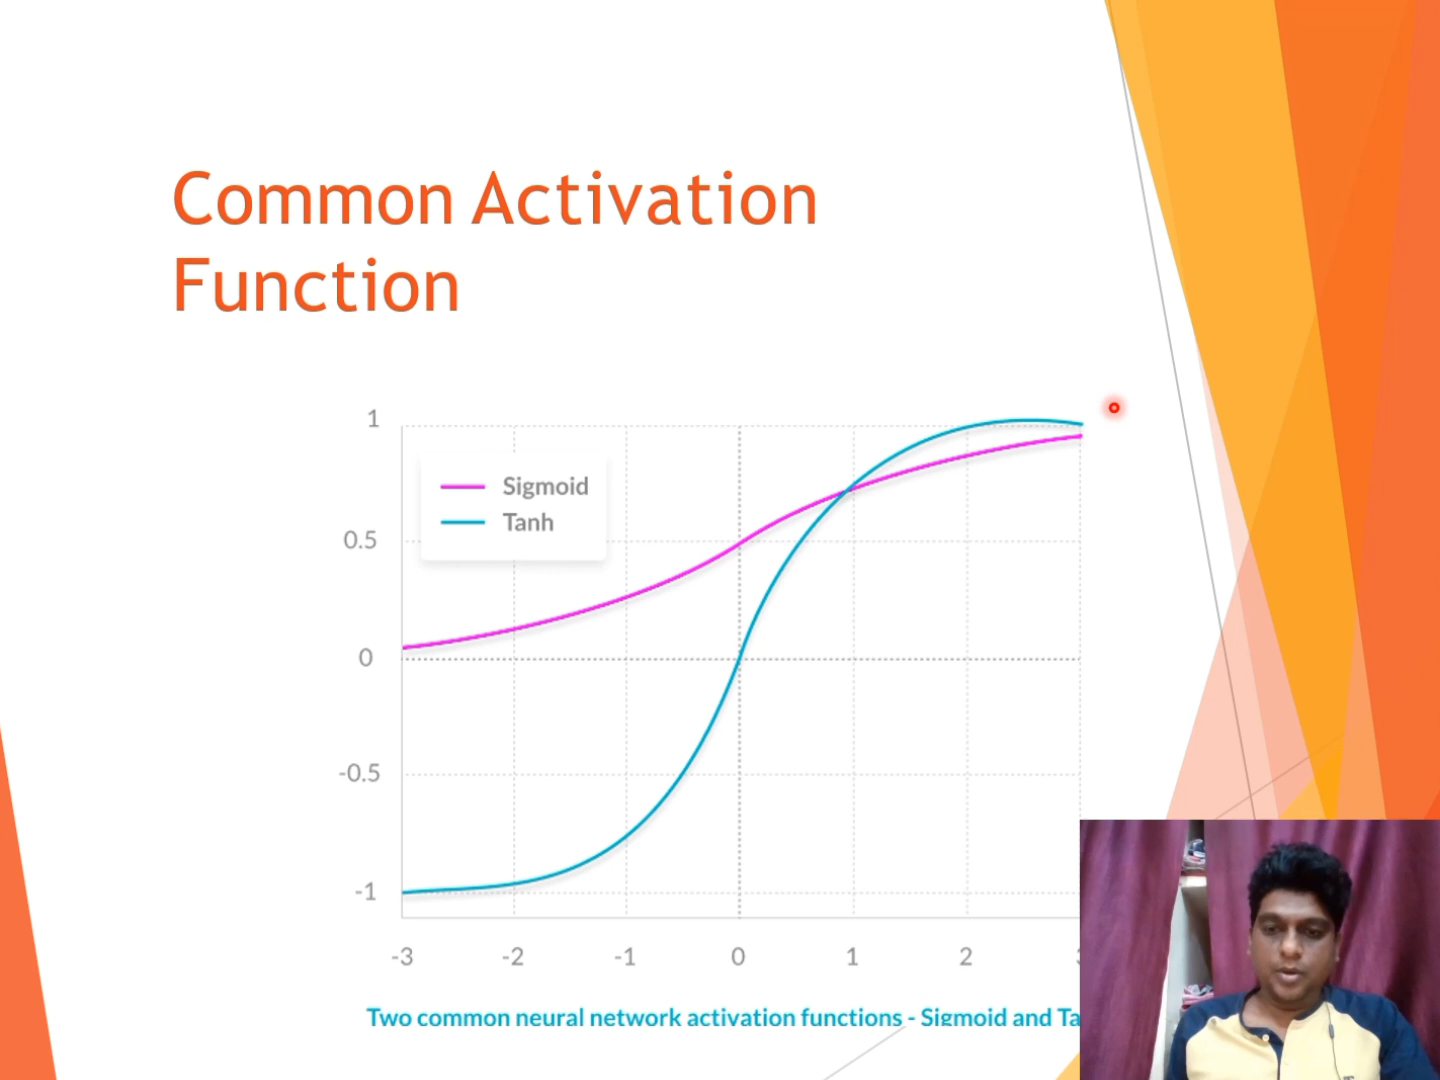 Common Activation
Function
1
Sigmoid
Tanh
0.5
0
-0.5
-1
-3 -2 -1 0 1 2
Two common neural network activation functions - Sigmoid and